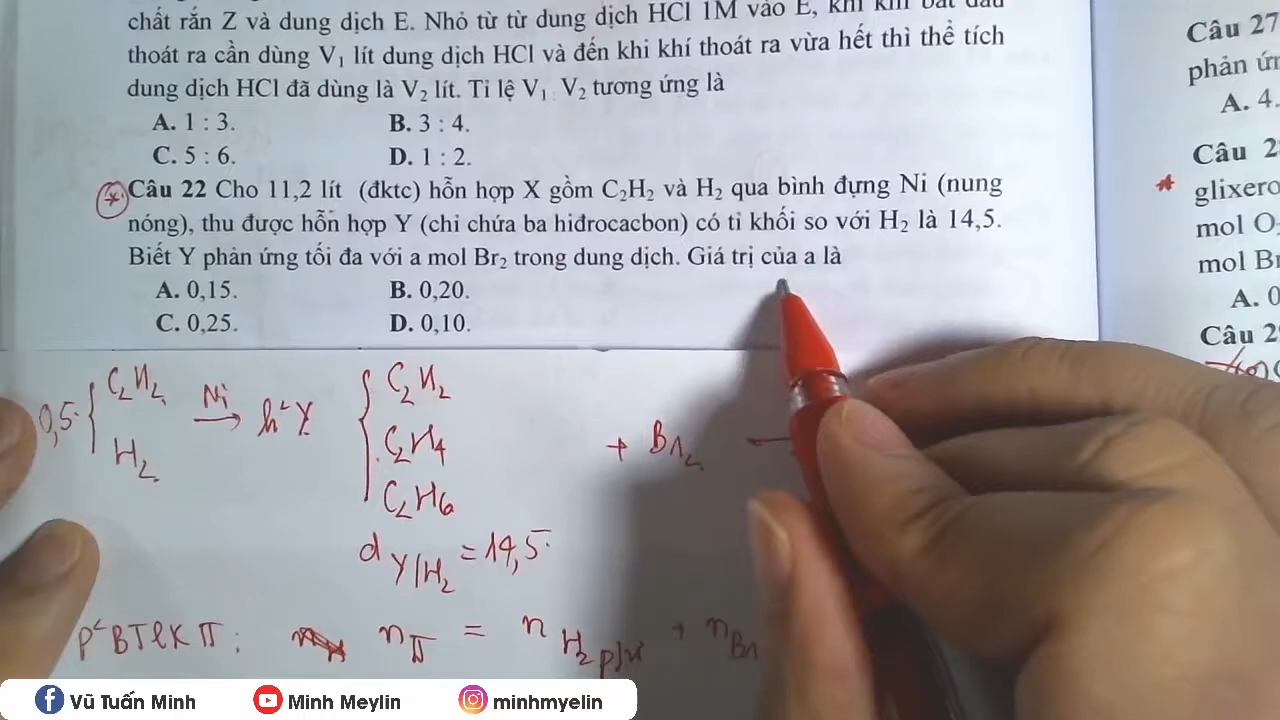 chất rắn Z và dung dịch E. Nhỏ từ từ dung dịch HCl 1M vào E, khi khí bắt đầu
thoát ra cần dùng V₁ lít dung dịch HCl và đến khi khí thoát ra vừa hết thì thể tích
dung dịch HCl đã dùng là V₂ lít. Tỉ lệ V₁ : V₂ tương ứng là
A. 1 : 3. B. 3 : 4.
C. 5 : 6. D. 1 : 2.
Câu 22 Cho 11,2 lít (đktc) hỗn hợp X gồm C₂H₂ và H₂ qua bình đựng Ni (nung
nóng), thu được hỗn hợp Y (chỉ chứa ba hiđrocacbon) có tỉ khối so với H₂ là 14,5.
Biết Y phản ứng tối đa với a mol Br₂ trong dung dịch. Giá trị của a là
A. 0,15. B. 0,20.
C. 0,25. D. 0,10.
Câu 27
phản ứn
A. 4.
Câu 2
glixero
mol O
mol B
A. 0
Câu 2
0,5 { C₂H₂ Ni → h² Y { C₂H₂
H₂ C₂H₄ + Br₂
C₂H₆
d Y/H₂ = 14,5
P² BTlk π : n π = n H₂ p/ư + n Br
Vũ Tuấn Minh Minh Meylin minhmyelin